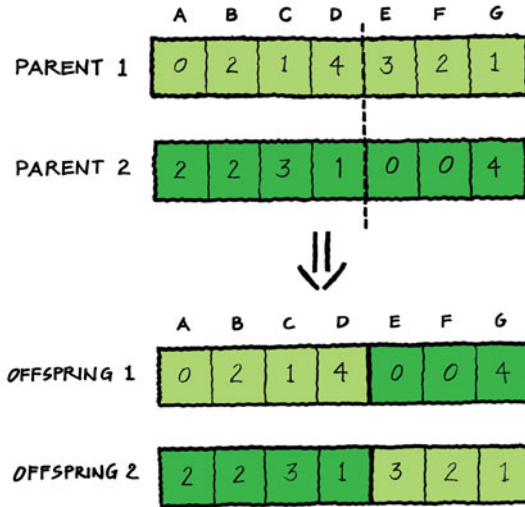 A B C D E F G
PARENT 1 0 2 1 4 3 2 1
PARENT 2 2 2 3 1 0 0 4
A B C D E F G
OFFSPRING 1 0 2 1 4 0 0 4
OFFSPRING 2 2 2 3 1 3 2 1